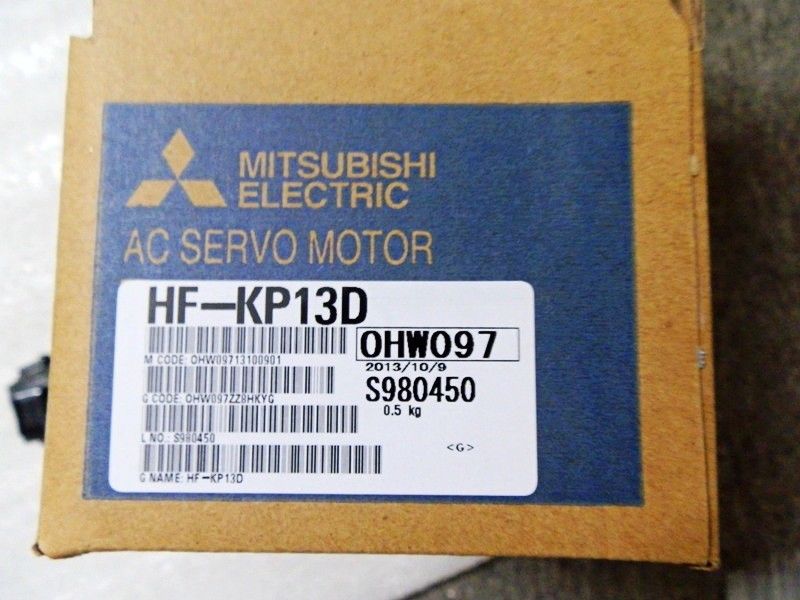 MITSUBISHI
ELECTRIC
AC SERVO MOTOR
HF-KP13D
OHW097
M CODE: OHW09713100901
2013/10/9
S980450
G CODE: OHW097ZZ8HKYG
0.5 kg
L NO.: S980450
<G>
G NAME: HF-KP13D